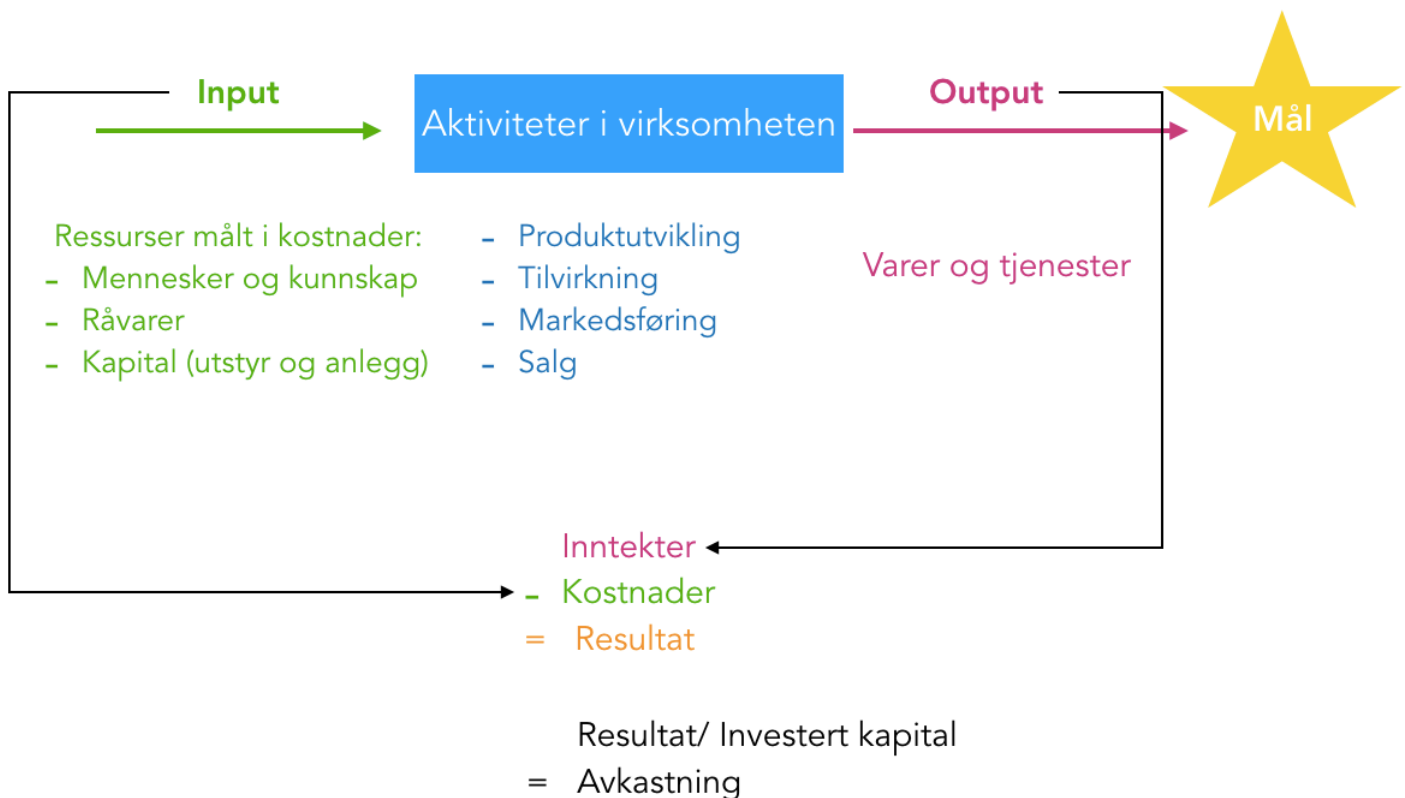 Input
Aktiviteter i virksomheten
Output
Mål
Ressurser målt i kostnader:
- Mennesker og kunnskap
- Råvarer
- Kapital (utstyr og anlegg)
- Produktutvikling
- Tilvirkning
- Markedsføring
- Salg
Varer og tjenester
Inntekter
- Kostnader
= Resultat
Resultat/ Investert kapital
= Avkastning